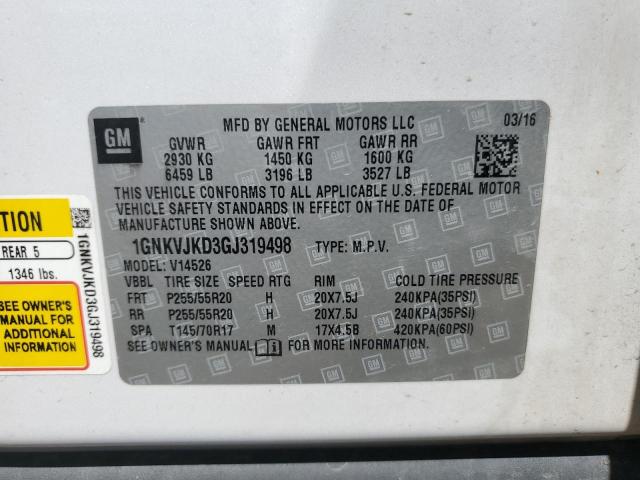 GM
MFD BY GENERAL MOTORS LLC
03/16
GVWR GAWR FRT GAWR RR
2930 KG 1450 KG 1600 KG
6459 LB 3196 LB 3527 LB
THIS VEHICLE CONFORMS TO ALL APPLICABLE U.S. FEDERAL MOTOR
VEHICLE SAFETY STANDARDS IN EFFECT ON THE DATE OF
MANUFACTURE SHOWN ABOVE.
1GNKVJKD3GJ319498 TYPE: M.P.V.
MODEL: V14526
VBBL TIRE SIZE SPEED RTG RIM COLD TIRE PRESSURE
FRT P255/55R20 H 20X7.5J 240KPA(35PSI)
RR P255/55R20 H 20X7.5J 240KPA(35PSI)
SPA T145/70R17 M 17X4.5B 420KPA(60PSI)
SEE OWNER'S MANUAL FOR MORE INFORMATION.
TION
REAR 5
1346 lbs.
SEE OWNER'S
MANUAL FOR
ADDITIONAL
INFORMATION
1GNKVJKD3GJ319498